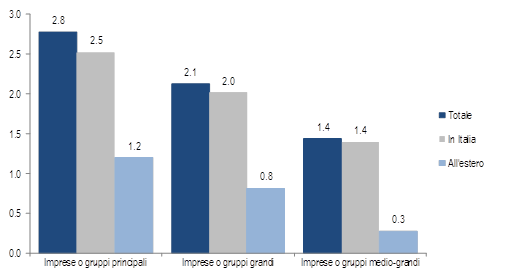 3.0
2.5
2.0
1.5
1.0
0.5
0.0
2.8
2.5
1.2
2.1
2.0
0.8
1.4
1.4
0.3
Imprese o gruppi principali
Imprese o gruppi grandi
Imprese o gruppi medio-grandi
Totale
In Italia
All'estero